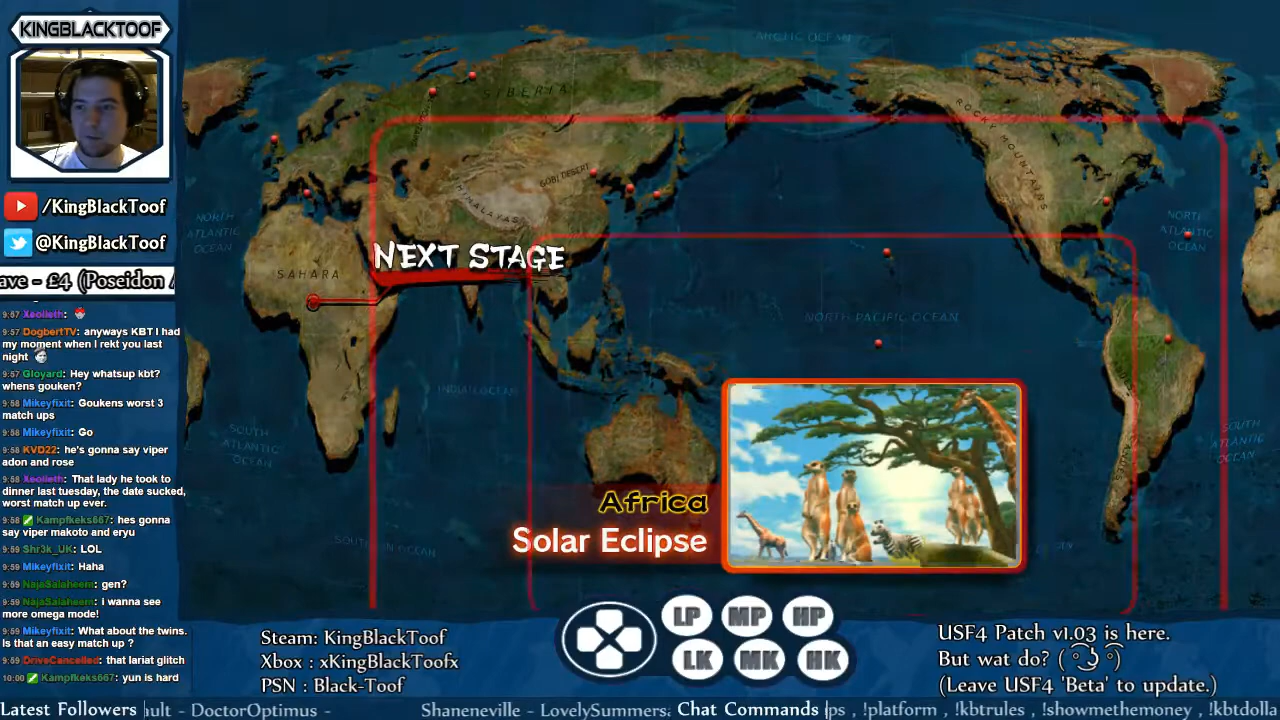 KINGBLACKTOOF
/KingBlackToof
@KingBlackToof
ave - £4 (Poseidon
9:57 Xeolleth:
9:57 DogbertTV: anyways KBT I had
my moment when I rekt you last
night
9:57 Gloyard: Hey whatsup kbt?
whens gouken?
9:58 Mikeyfixit: Goukens worst 3
match ups
9:58 Mikeyfixit: Go
9:58 KVD22: he's gonna say viper
adon and rose
9:58 Xeolleth: That lady he took to
dinner last tuesday, the date sucked,
worst match up ever.
9:58 Kampfkeks667: hes gonna
say viper makoto and eryu
9:59 Shr3k_UK: LOL
9:59 Mikeyfixit: Haha
9:59 NajaSalaheem: gen?
9:59 NajaSalaheem: i wanna see
more omega mode!
9:59 Mikeyfixit: What about the twins.
Is that an easy match up ?
9:59 DriveCancelled: that lariat glitch
10:00 Kampfkeks667: yun is hard
ARCTIC OCEAN
SIBERIA
ROCKY MOUNTAINS
GOBI DESERT
HIMALAYAS
NORTH
ATLANTIC
OCEAN
NORTH
ATLANTIC
OCEAN
SAHARA
NEXT STAGE
NORTH PACIFIC OCEAN
INDIAN OCEAN
SOUTH
ATLANTIC
OCEAN
SOUTH
ATLANTIC
OCEAN
Africa
Solar Eclipse
OCEAN
LP MP HP
LK MK HK
Steam: KingBlackToof
Xbox : xKingBlackToofx
PSN : Black-Toof
USF4 Patch v1.03 is here.
But wat do? ( ͡° ͜ʖ ͡°)
(Leave USF4 'Beta' to update.)
Latest Followers ult - DoctorOptimus - Shaneneville - LovelySummers Chat Commands ps , !platform , !kbtrules , !showmethemoney , !kbtdolla